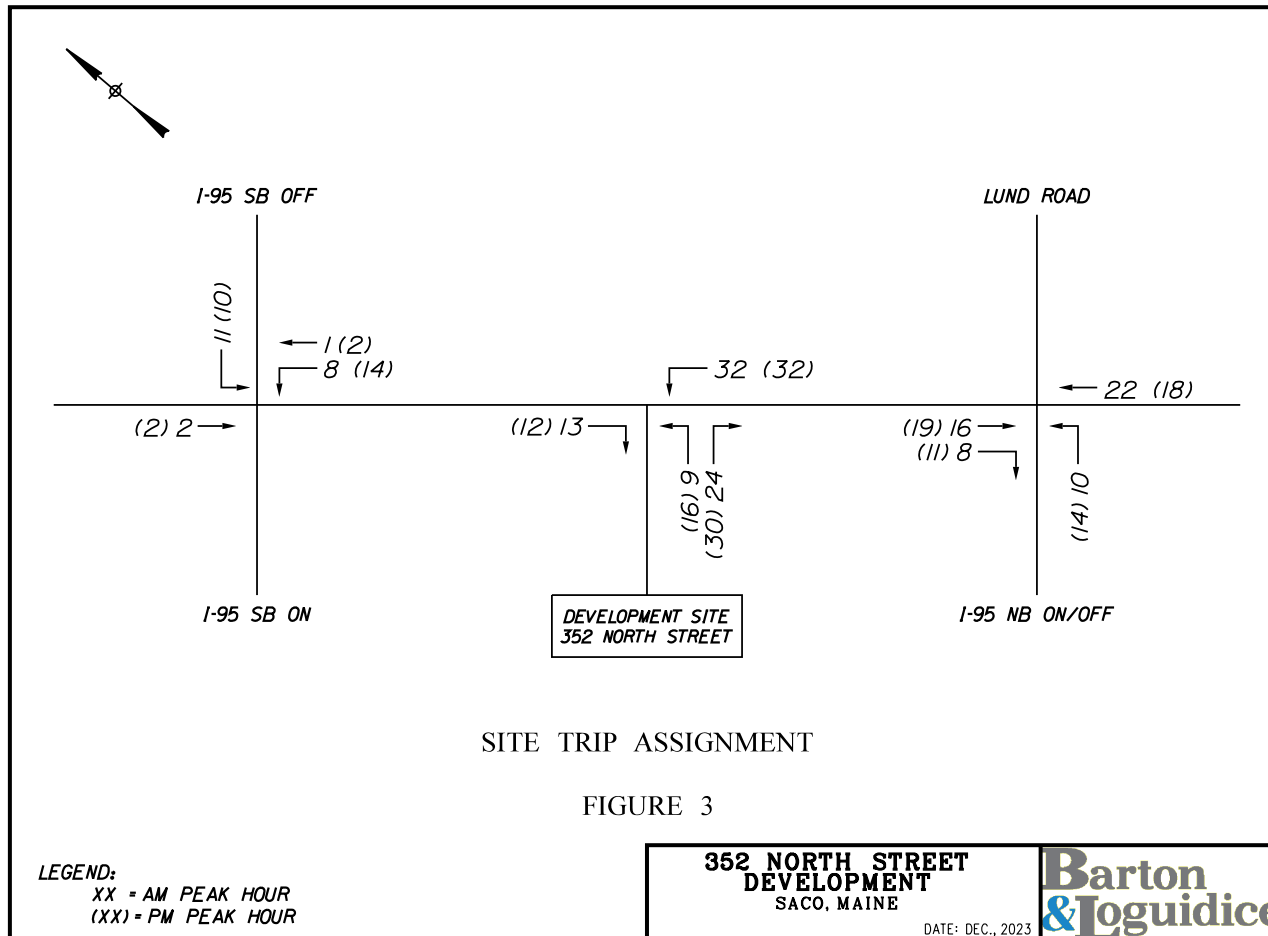 I-95 SB OFF
LUND ROAD
11 (10)
1 (2)
8 (14)
32 (32)
22 (18)
(2) 2
(12) 13
(19) 16
(11) 8
(16) 9
(30) 24
(14) 10
I-95 SB ON
DEVELOPMENT SITE
352 NORTH STREET
I-95 NB ON/OFF
SITE TRIP ASSIGNMENT
FIGURE 3
LEGEND:
XX = AM PEAK HOUR
(XX) = PM PEAK HOUR
352 NORTH STREET
DEVELOPMENT
SACO, MAINE
DATE: DEC., 2023
Barton
&Loguidice